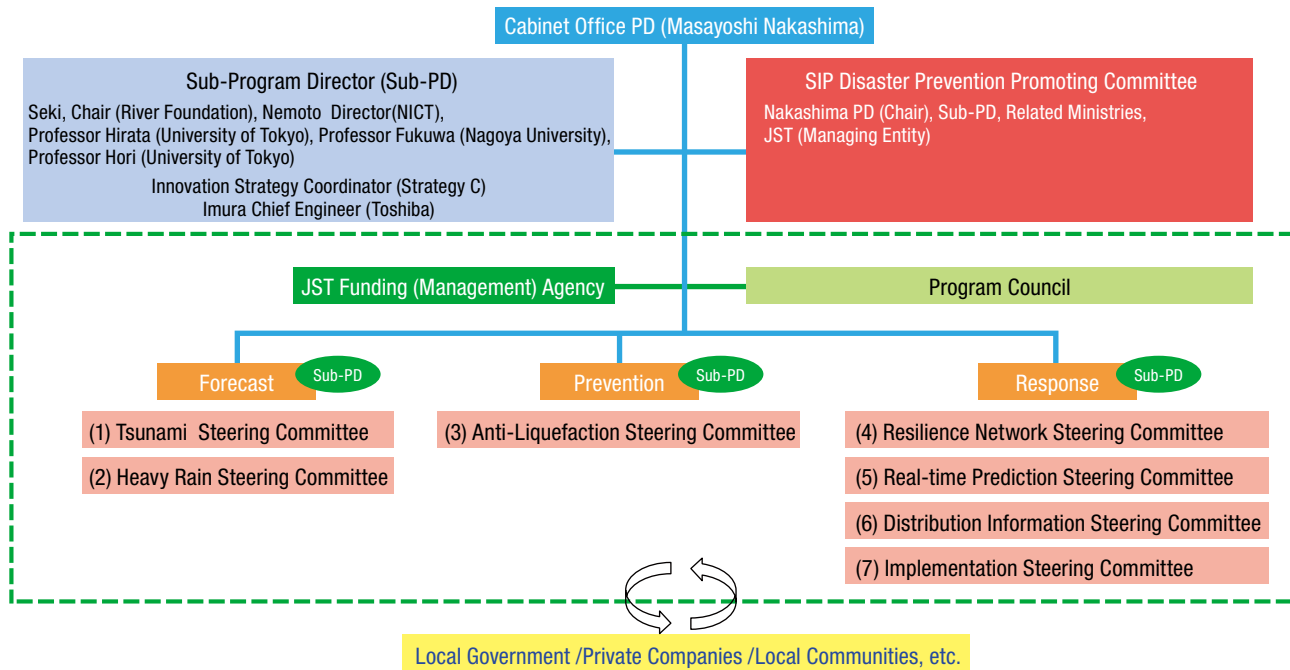 Cabinet Office PD (Masayoshi Nakashima)
Sub-Program Director (Sub-PD)
Seki, Chair (River Foundation), Nemoto Director(NICT),
Professor Hirata (University of Tokyo), Professor Fukuwa (Nagoya University),
Professor Hori (University of Tokyo)
Innovation Strategy Coordinator (Strategy C)
Imura Chief Engineer (Toshiba)
SIP Disaster Prevention Promoting Committee
Nakashima PD (Chair), Sub-PD, Related Ministries,
JST (Managing Entity)
JST Funding (Management) Agency
Program Council
Forecast
Sub-PD
(1) Tsunami Steering Committee
(2) Heavy Rain Steering Committee
Prevention
Sub-PD
(3) Anti-Liquefaction Steering Committee
Response
Sub-PD
(4) Resilience Network Steering Committee
(5) Real-time Prediction Steering Committee
(6) Distribution Information Steering Committee
(7) Implementation Steering Committee
Local Government /Private Companies /Local Communities, etc.